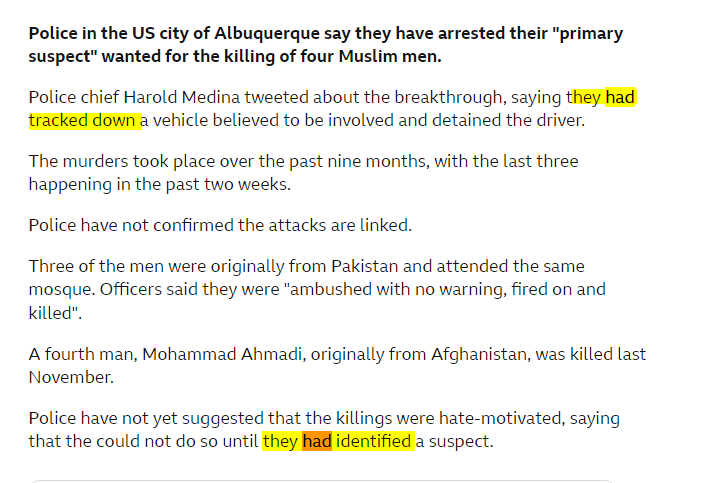 Police in the US city of Albuquerque say they have arrested their "primary
suspect" wanted for the killing of four Muslim men.
Police chief Harold Medina tweeted about the breakthrough, saying they had
tracked down a vehicle believed to be involved and detained the driver.
The murders took place over the past nine months, with the last three
happening in the past two weeks.
Police have not confirmed the attacks are linked.
Three of the men were originally from Pakistan and attended the same
mosque. Officers said they were "ambushed with no warning, fired on and
killed".
A fourth man, Mohammad Ahmadi, originally from Afghanistan, was killed last
November.
Police have not yet suggested that the killings were hate-motivated, saying
that the could not do so until they had identified a suspect.